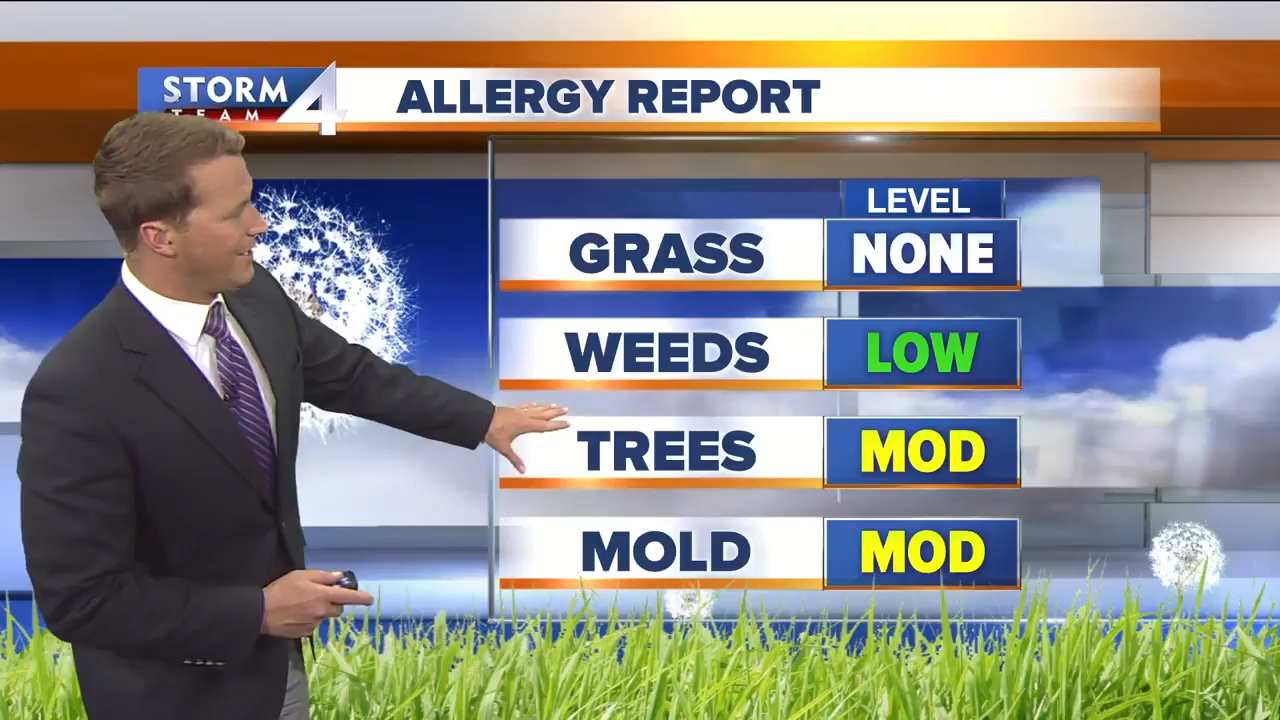 STORM
TEAM
4
ALLERGY REPORT
LEVEL
GRASS NONE
WEEDS LOW
TREES MOD
MOLD MOD